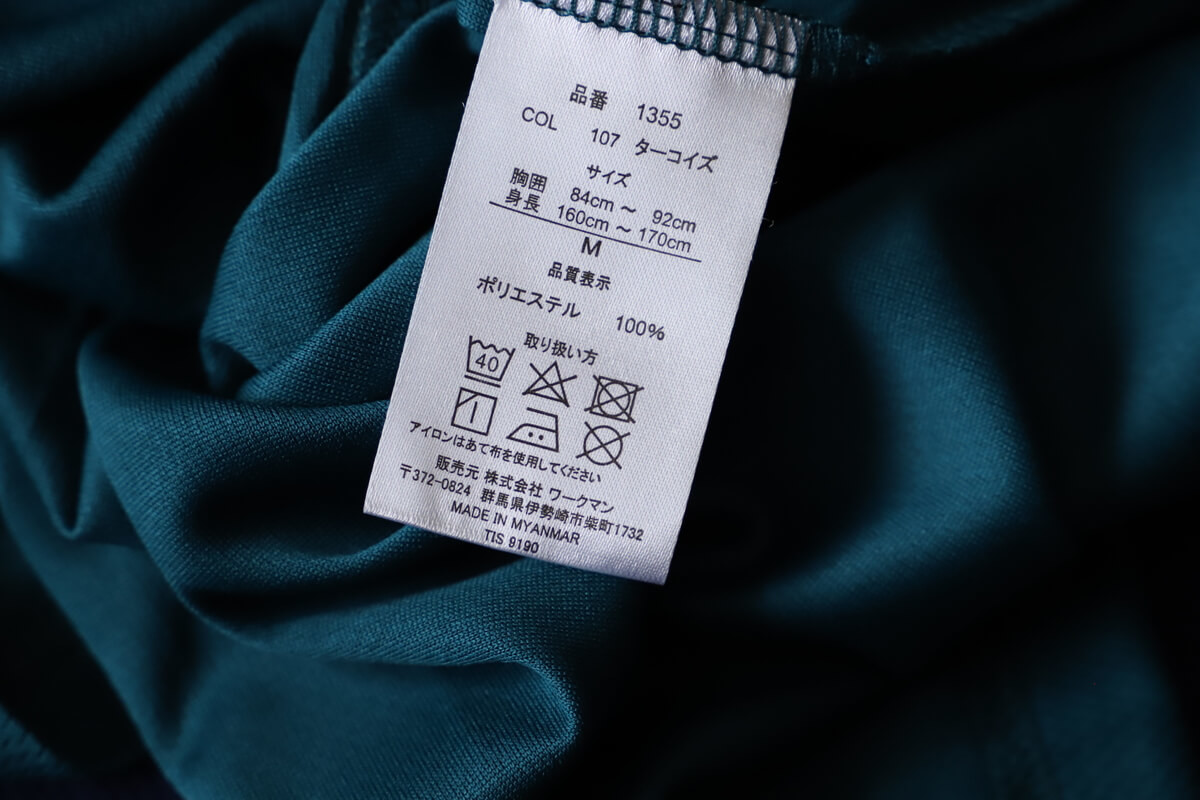 品番 1355
COL 107 ターコイズ
サイズ
胸囲 84cm ～ 92cm
身長 160cm ～ 170cm
M
品質表示
ポリエステル 100%
取り扱い方
40
アイロンはあて布を使用してください
販売元 株式会社 ワークマン
〒372-0824 群馬県伊勢崎市柴町1732
MADE IN MYANMAR
TIS 9190